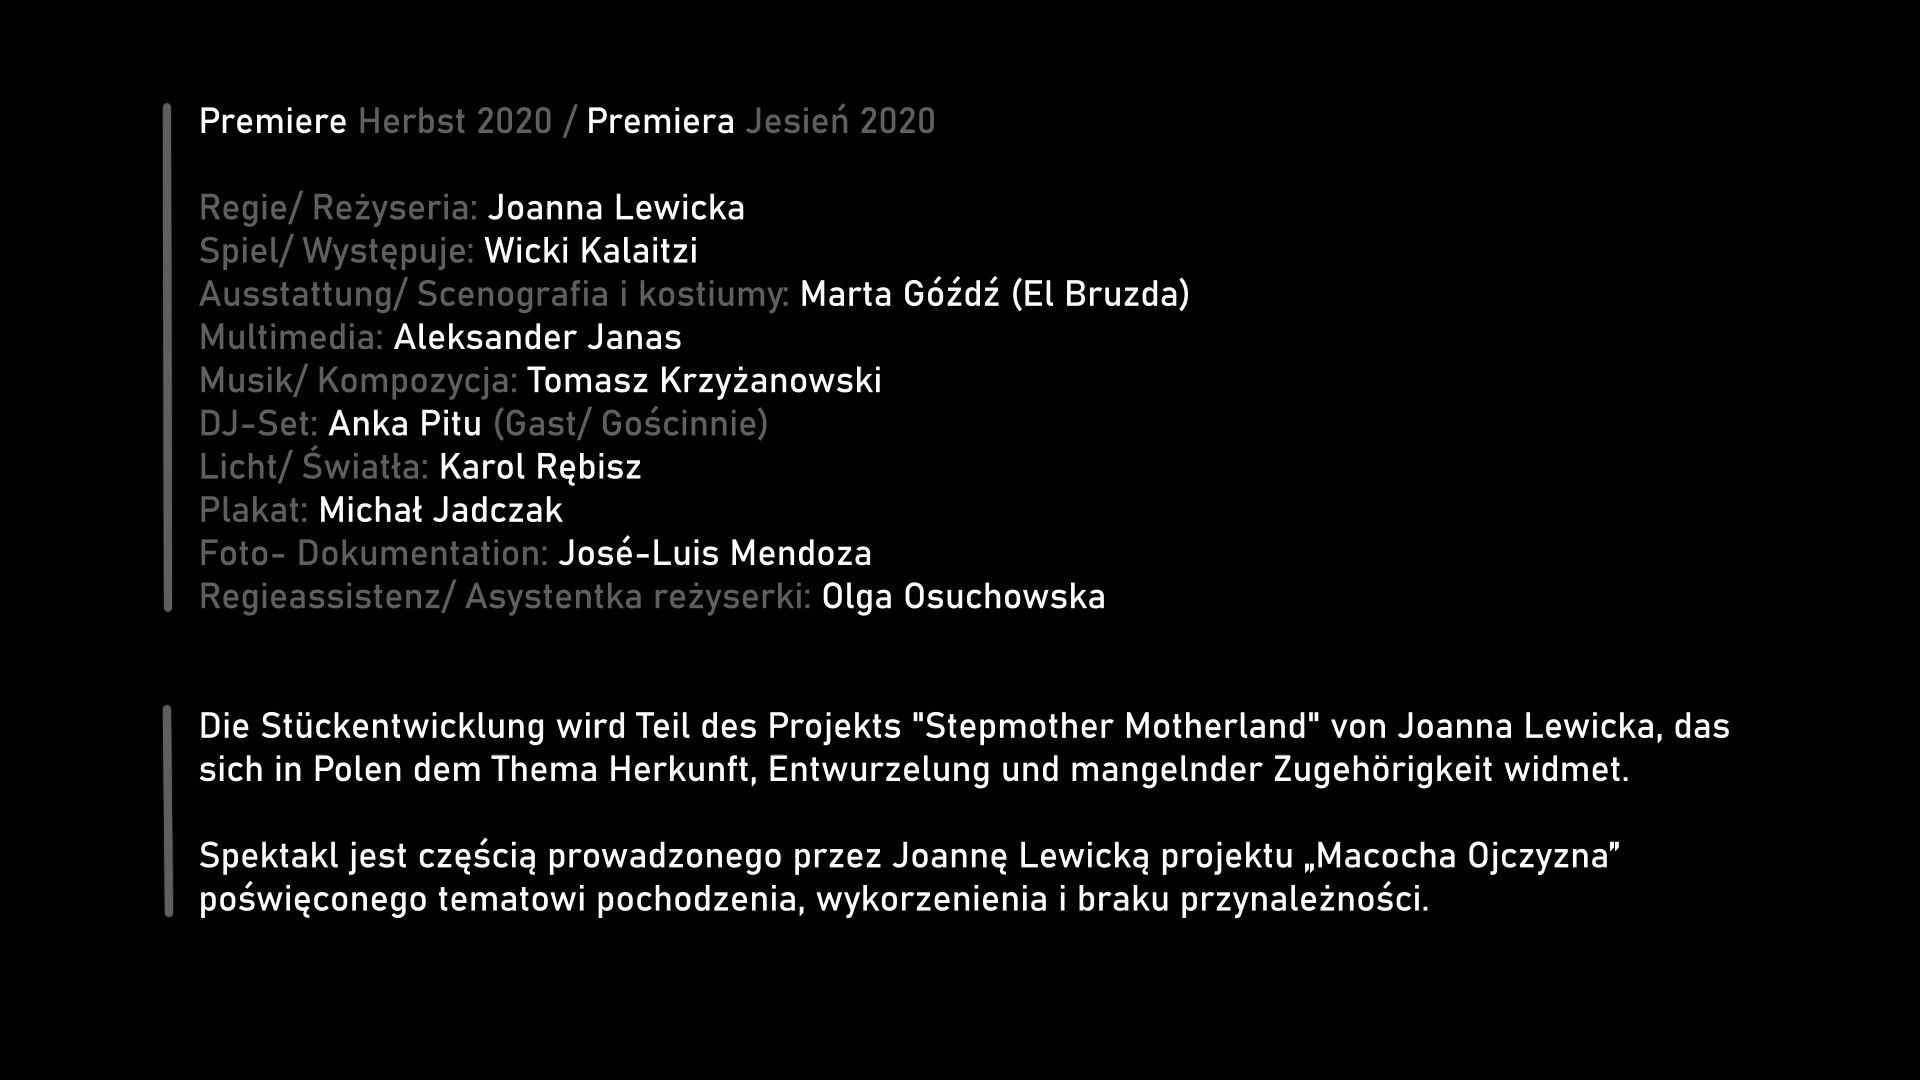 Premiere Herbst 2020 / Premiera Jesień 2020
Regie/ Reżyseria: Joanna Lewicka
Spiel/ Występuje: Wicki Kalaitzi
Ausstattung/ Scenografia i kostiumy: Marta Góźdź (El Bruzda)
Multimedia: Aleksander Janas
Musik/ Kompozycja: Tomasz Krzyżanowski
DJ-Set: Anka Pitu (Gast/ Gościnnie)
Licht/ Światła: Karol Rębisz
Plakat: Michał Jadczak
Foto- Dokumentation: José-Luis Mendoza
Regieassistenz/ Asystentka reżyserki: Olga Osuchowska
Die Stückentwicklung wird Teil des Projekts "Stepmother Motherland" von Joanna Lewicka, das
sich in Polen dem Thema Herkunft, Entwurzelung und mangelnder Zugehörigkeit widmet.
Spektakl jest częścią prowadzonego przez Joannę Lewicką projektu „Macocha Ojczyzna”
poświęconego tematowi pochodzenia, wykorzenienia i braku przynależności.